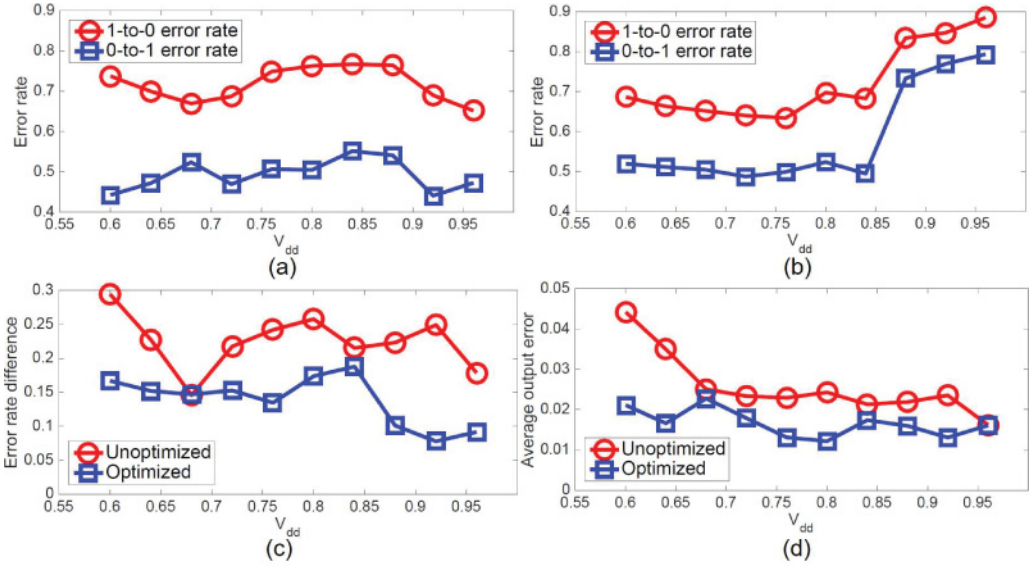 0.9
0.8
0.7
0.6
0.5
0.4
Error rate
1-to-0 error rate
0-to-1 error rate
0.55 0.6 0.65 0.7 0.75 0.8 0.85 0.9 0.95
Vdd
(a)
0.9
0.8
0.7
0.6
0.5
0.4
Error rate
1-to-0 error rate
0-to-1 error rate
0.55 0.6 0.65 0.7 0.75 0.8 0.85 0.9 0.95
Vdd
(b)
0.3
0.25
0.2
0.15
0.1
0.05
0
Error rate difference
Unoptimized
Optimized
0.55 0.6 0.65 0.7 0.75 0.8 0.85 0.9 0.95
Vdd
(c)
0.05
0.04
0.03
0.02
0.01
0
Average output error
Unoptimized
Optimized
0.55 0.6 0.65 0.7 0.75 0.8 0.85 0.9 0.95
Vdd
(d)